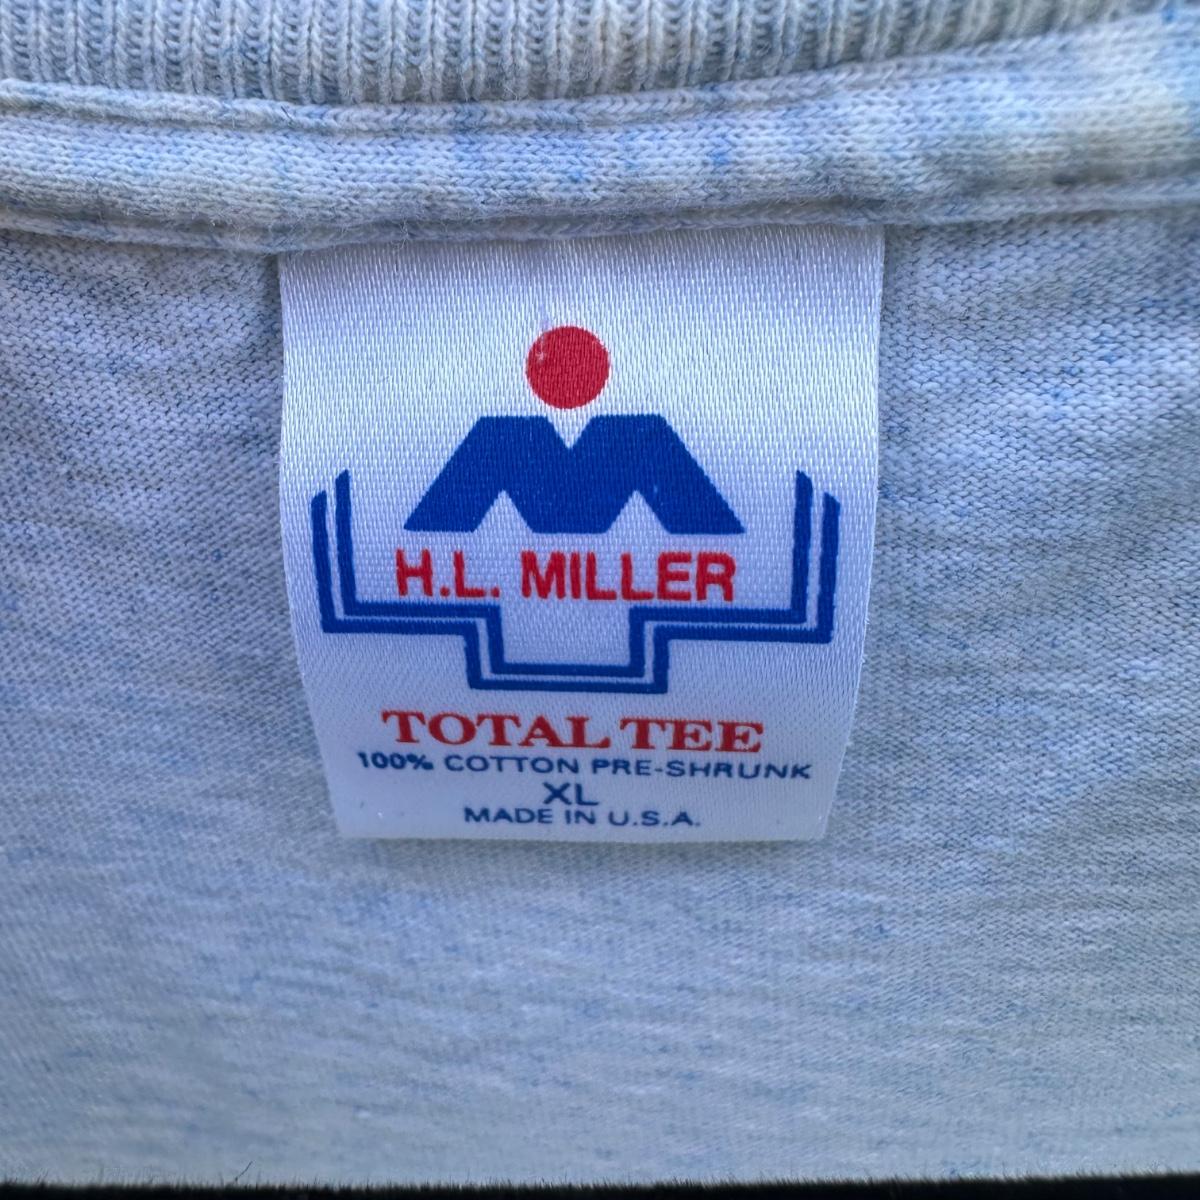 H.L. MILLER
TOTAL TEE
100% COTTON PRE-SHRUNK
XL
MADE IN U.S.A.